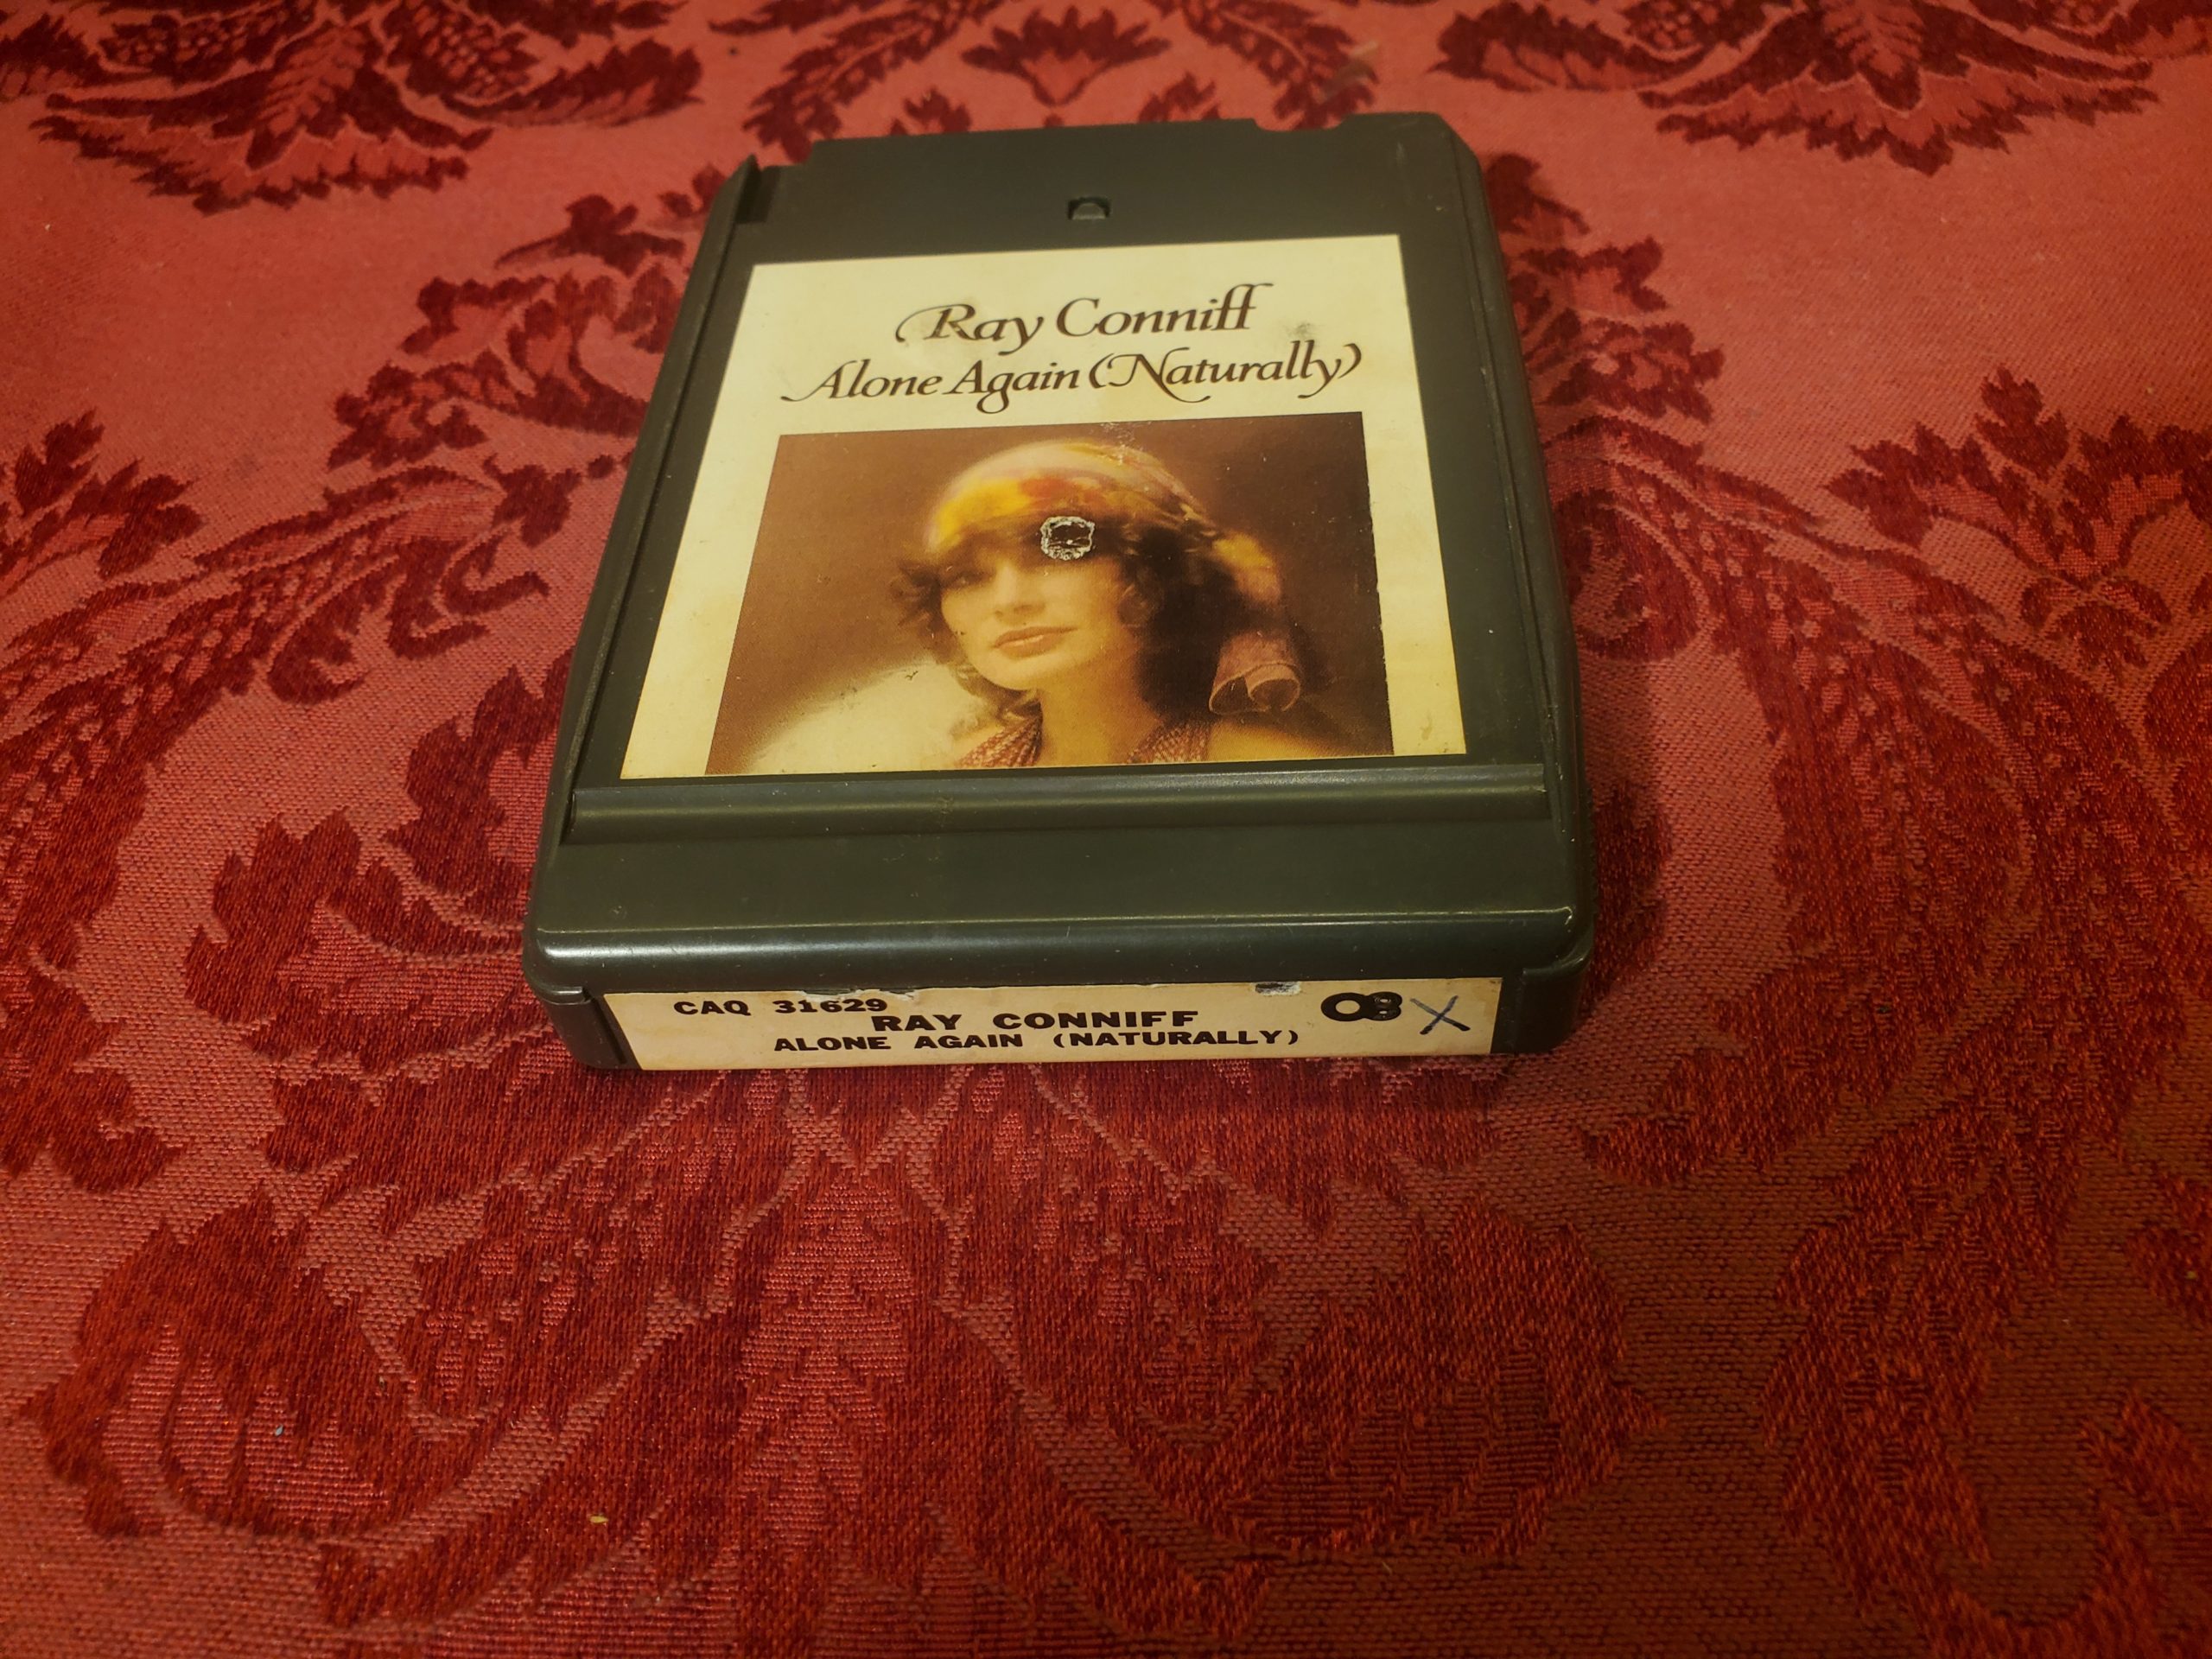 Ray Conniff
Alone Again (Naturally)
CAQ 31629
RAY CONNIFF
ALONE AGAIN (NATURALLY)
X